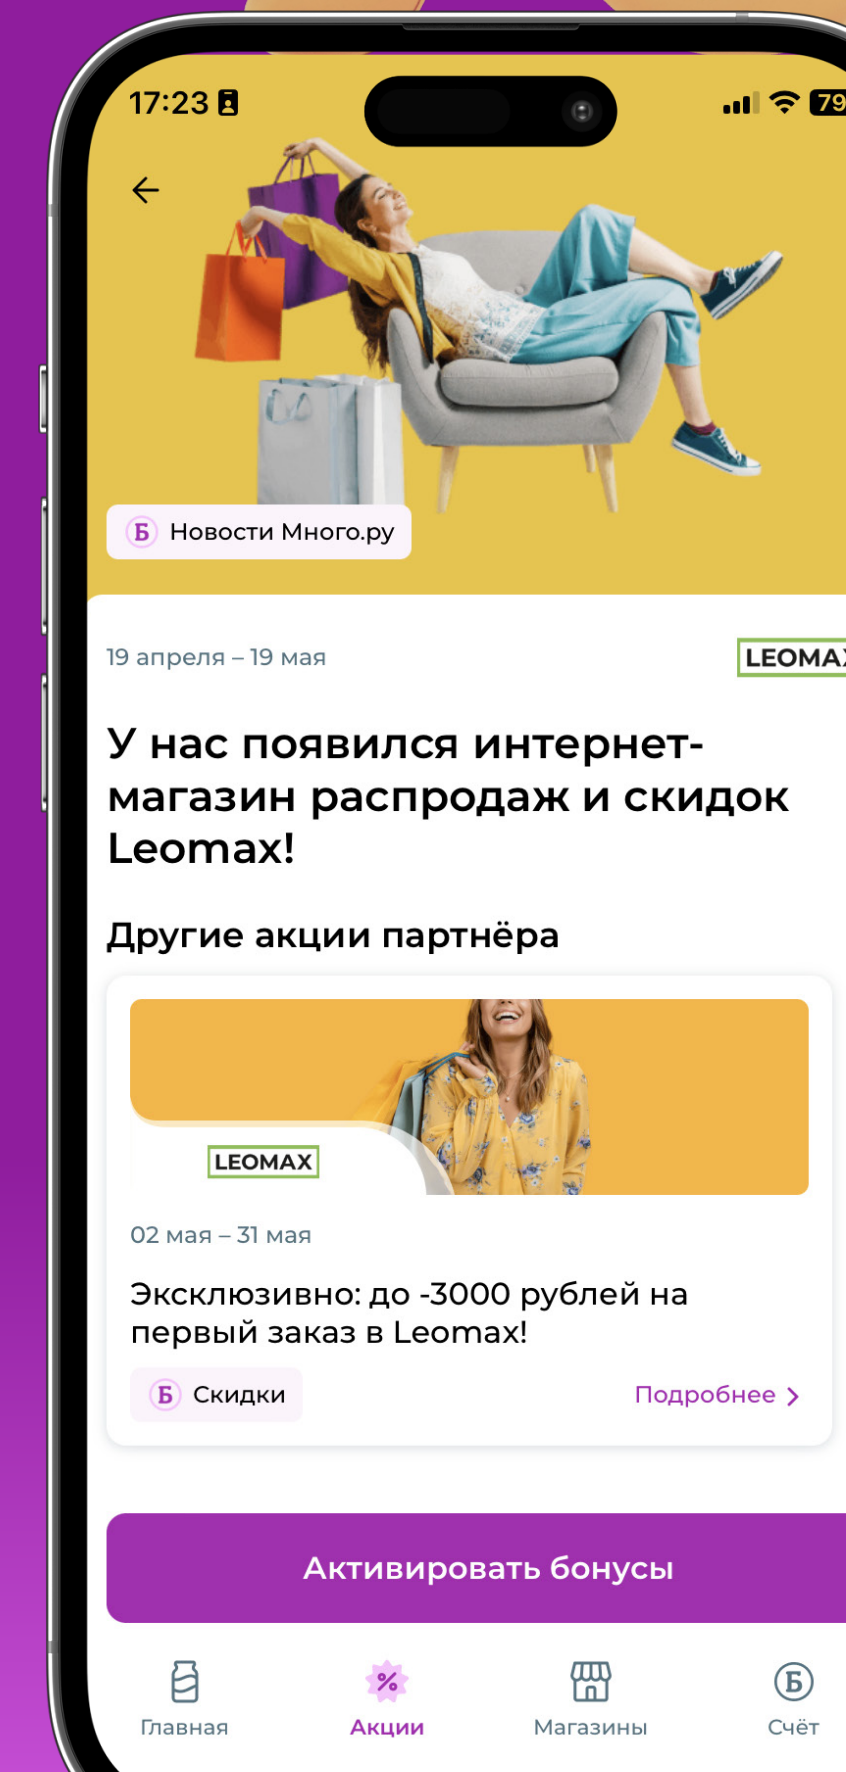 17:23
79
Б Новости Много.ру
19 апреля – 19 мая
LEOMAX
У нас появился интернет-
магазин распродаж и скидок
Leomax!
Другие акции партнёра
LEOMAX
02 мая – 31 мая
Эксклюзивно: до -3000 рублей на
первый заказ в Leomax!
Б Скидки
Подробнее
Активировать бонусы
%
Б
Главная
Акции
Магазины
Счёт